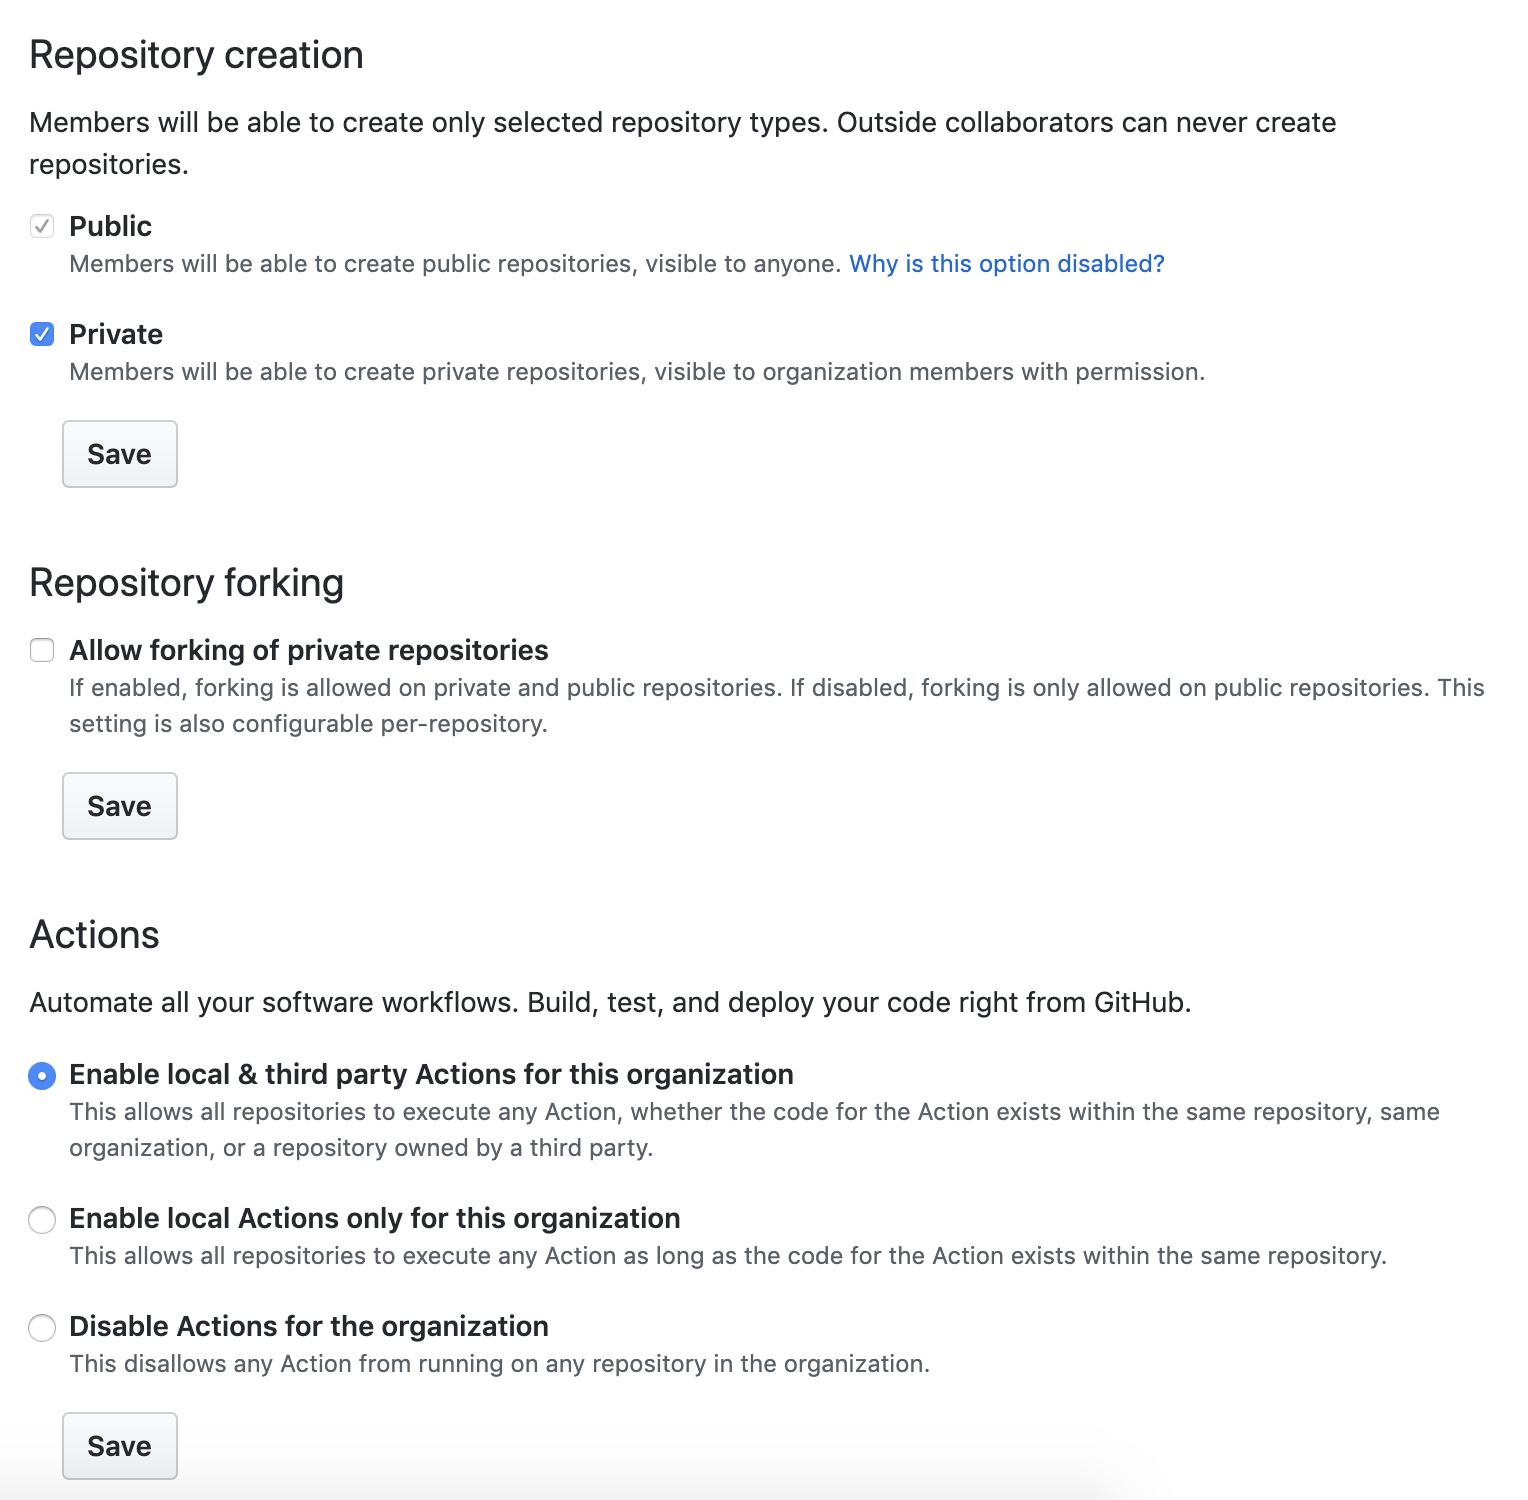 Repository creation
Members will be able to create only selected repository types. Outside collaborators can never create
repositories.
Public
Members will be able to create public repositories, visible to anyone. Why is this option disabled?
Private
Members will be able to create private repositories, visible to organization members with permission.
Save
Repository forking
Allow forking of private repositories
If enabled, forking is allowed on private and public repositories. If disabled, forking is only allowed on public repositories. This
setting is also configurable per-repository.
Save
Actions
Automate all your software workflows. Build, test, and deploy your code right from GitHub.
Enable local & third party Actions for this organization
This allows all repositories to execute any Action, whether the code for the Action exists within the same repository, same
organization, or a repository owned by a third party.
Enable local Actions only for this organization
This allows all repositories to execute any Action as long as the code for the Action exists within the same repository.
Disable Actions for the organization
This disallows any Action from running on any repository in the organization.
Save